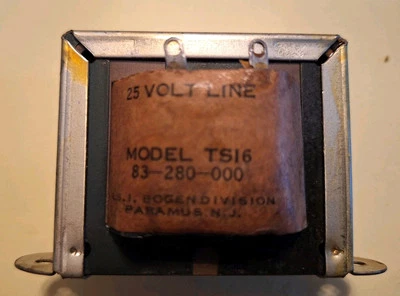 25 VOLT LINE
MODEL TS16
83-280-000
G.I. BOGEN DIVISION
PARAMUS N.J.